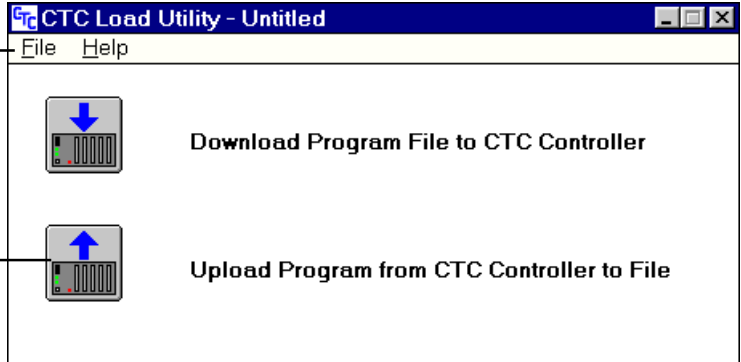 CTC CTC Load Utility - Untitled
File Help
Download Program File to CTC Controller
Upload Program from CTC Controller to File